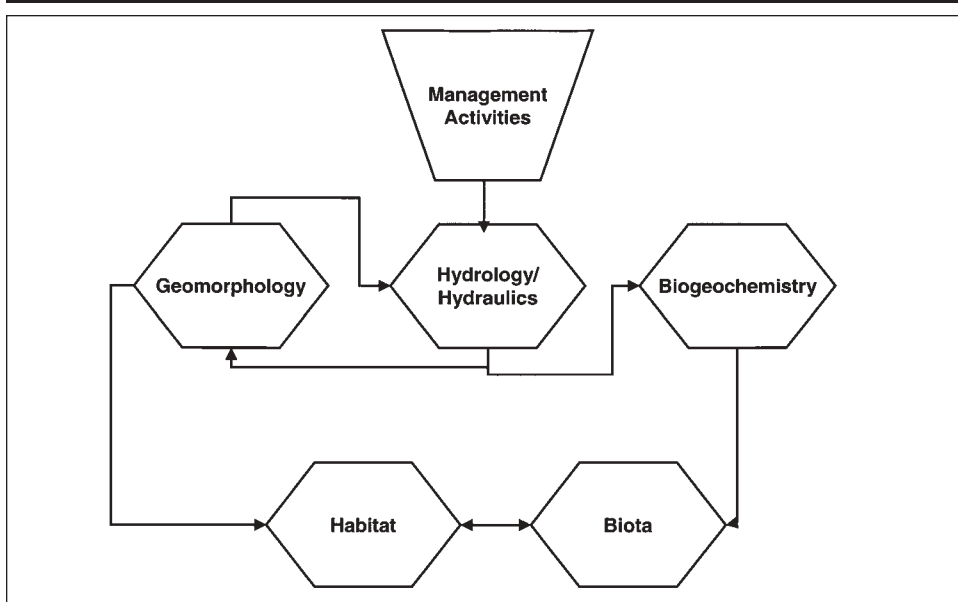 Management
Activities
Geomorphology
Hydrology/
Hydraulics
Biogeochemistry
Habitat
Biota